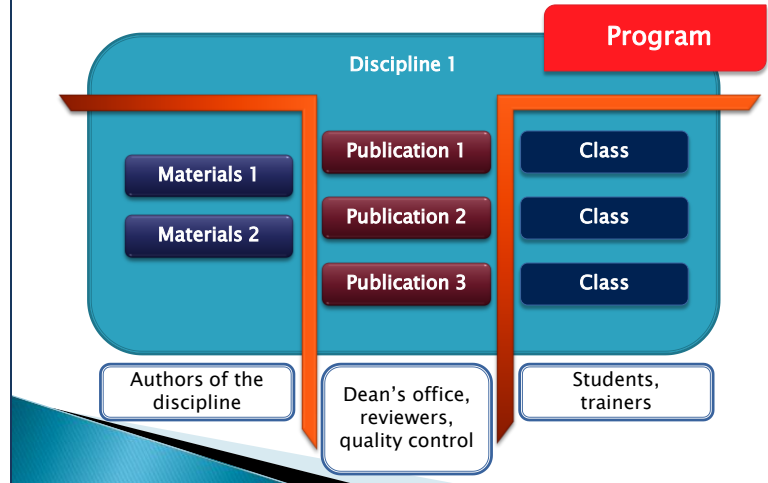 Program
Discipline 1
Materials 1
Materials 2
Publication 1
Publication 2
Publication 3
Class
Class
Class
Authors of the
discipline
Dean's office,
reviewers,
quality control
Students,
trainers